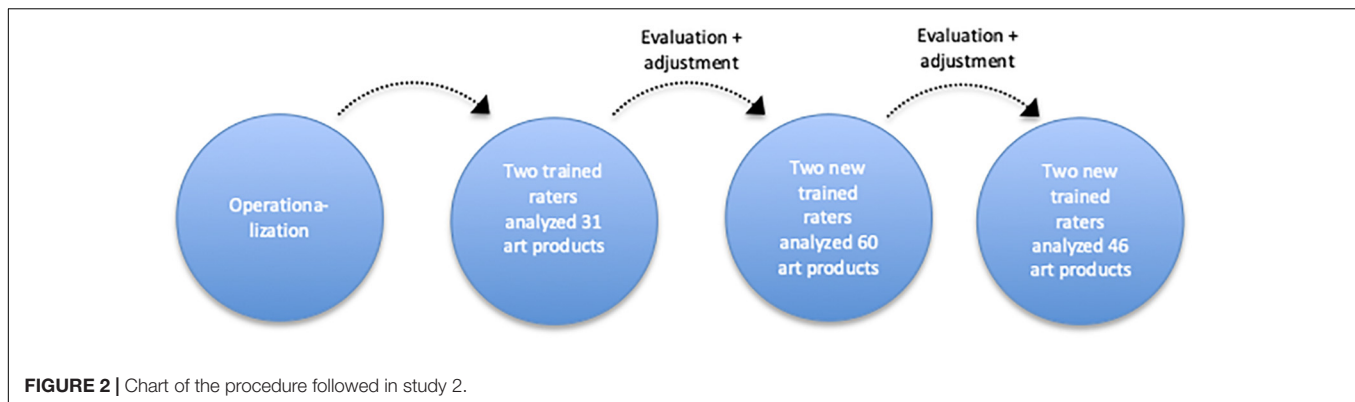 Evaluation +
adjustment
Evaluation +
adjustment
Operationa-
lization
Two trained
raters
analyzed 31
art products
Two new
trained
raters
analyzed 60
art products
Two new
trained
raters
analyzed 46
art products
FIGURE 2 | Chart of the procedure followed in study 2.